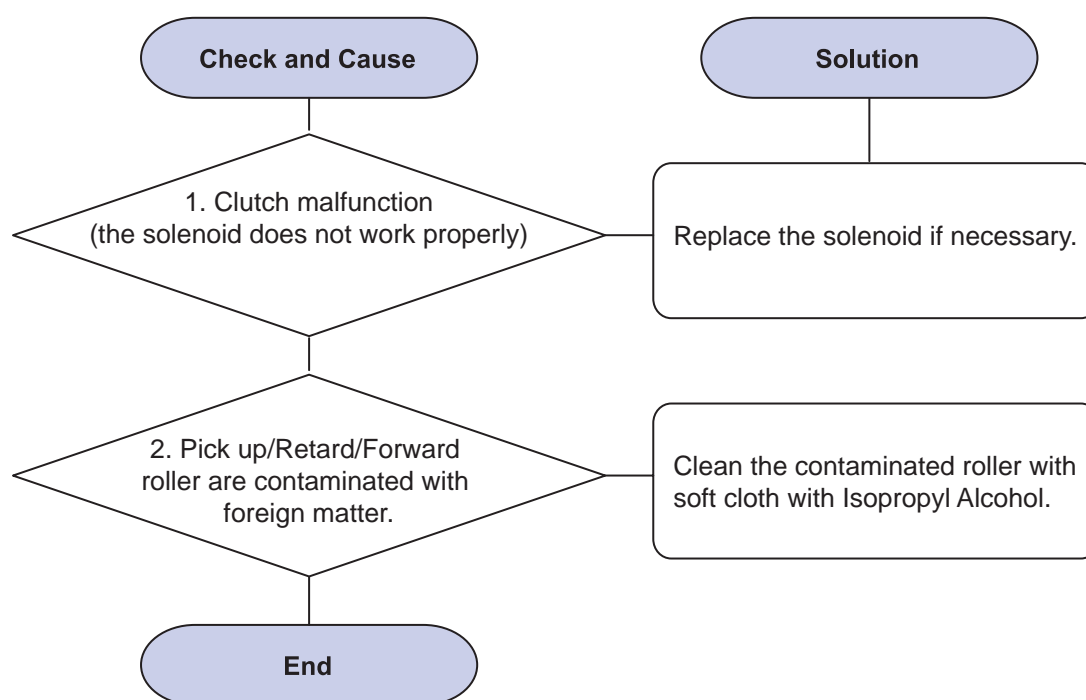 Check and Cause
Solution
1. Clutch malfunction
(the solenoid does not work properly)
Replace the solenoid if necessary.
2. Pick up/Retard/Forward
roller are contaminated with
foreign matter.
Clean the contaminated roller with
soft cloth with Isopropyl Alcohol.
End